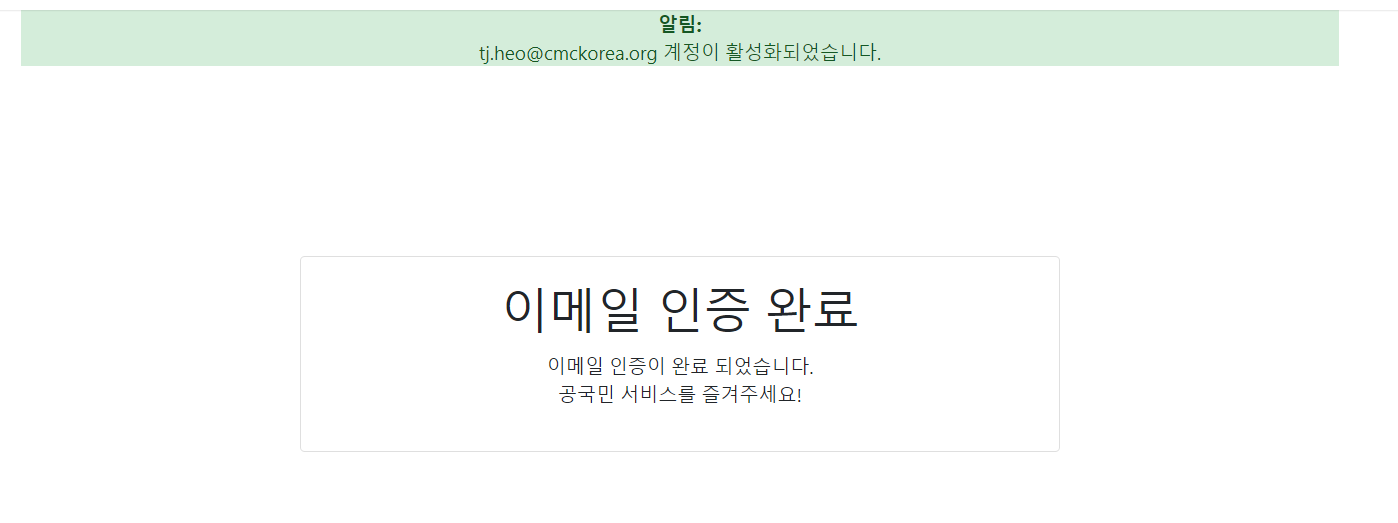 알림:
tj.heo@cmckorea.org 계정이 활성화되었습니다.
이메일 인증 완료
이메일 인증이 완료 되었습니다.
공국민 서비스를 즐겨주세요!